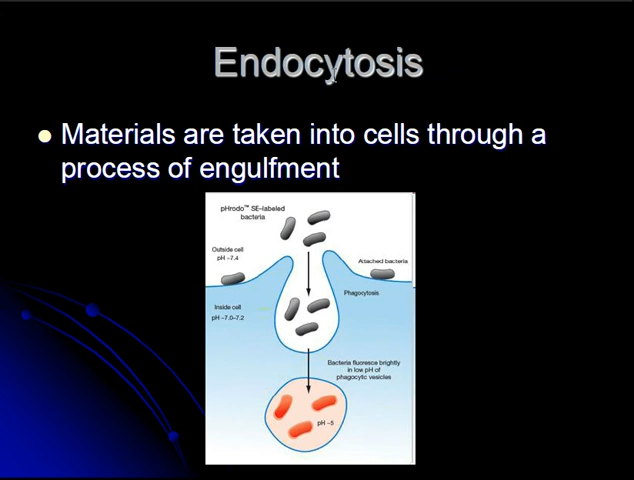 Endocytosis
Materials are taken into cells through a
process of engulfment
pHrodo™ SE-labeled
bacteria
Outside cell
pH ~7.4
Attached bacteria
Phagocytosis
Inside cell
pH ~7.0–7.2
Bacteria fluoresce brightly
in low pH of
phagocytic vesicles
pH ~5